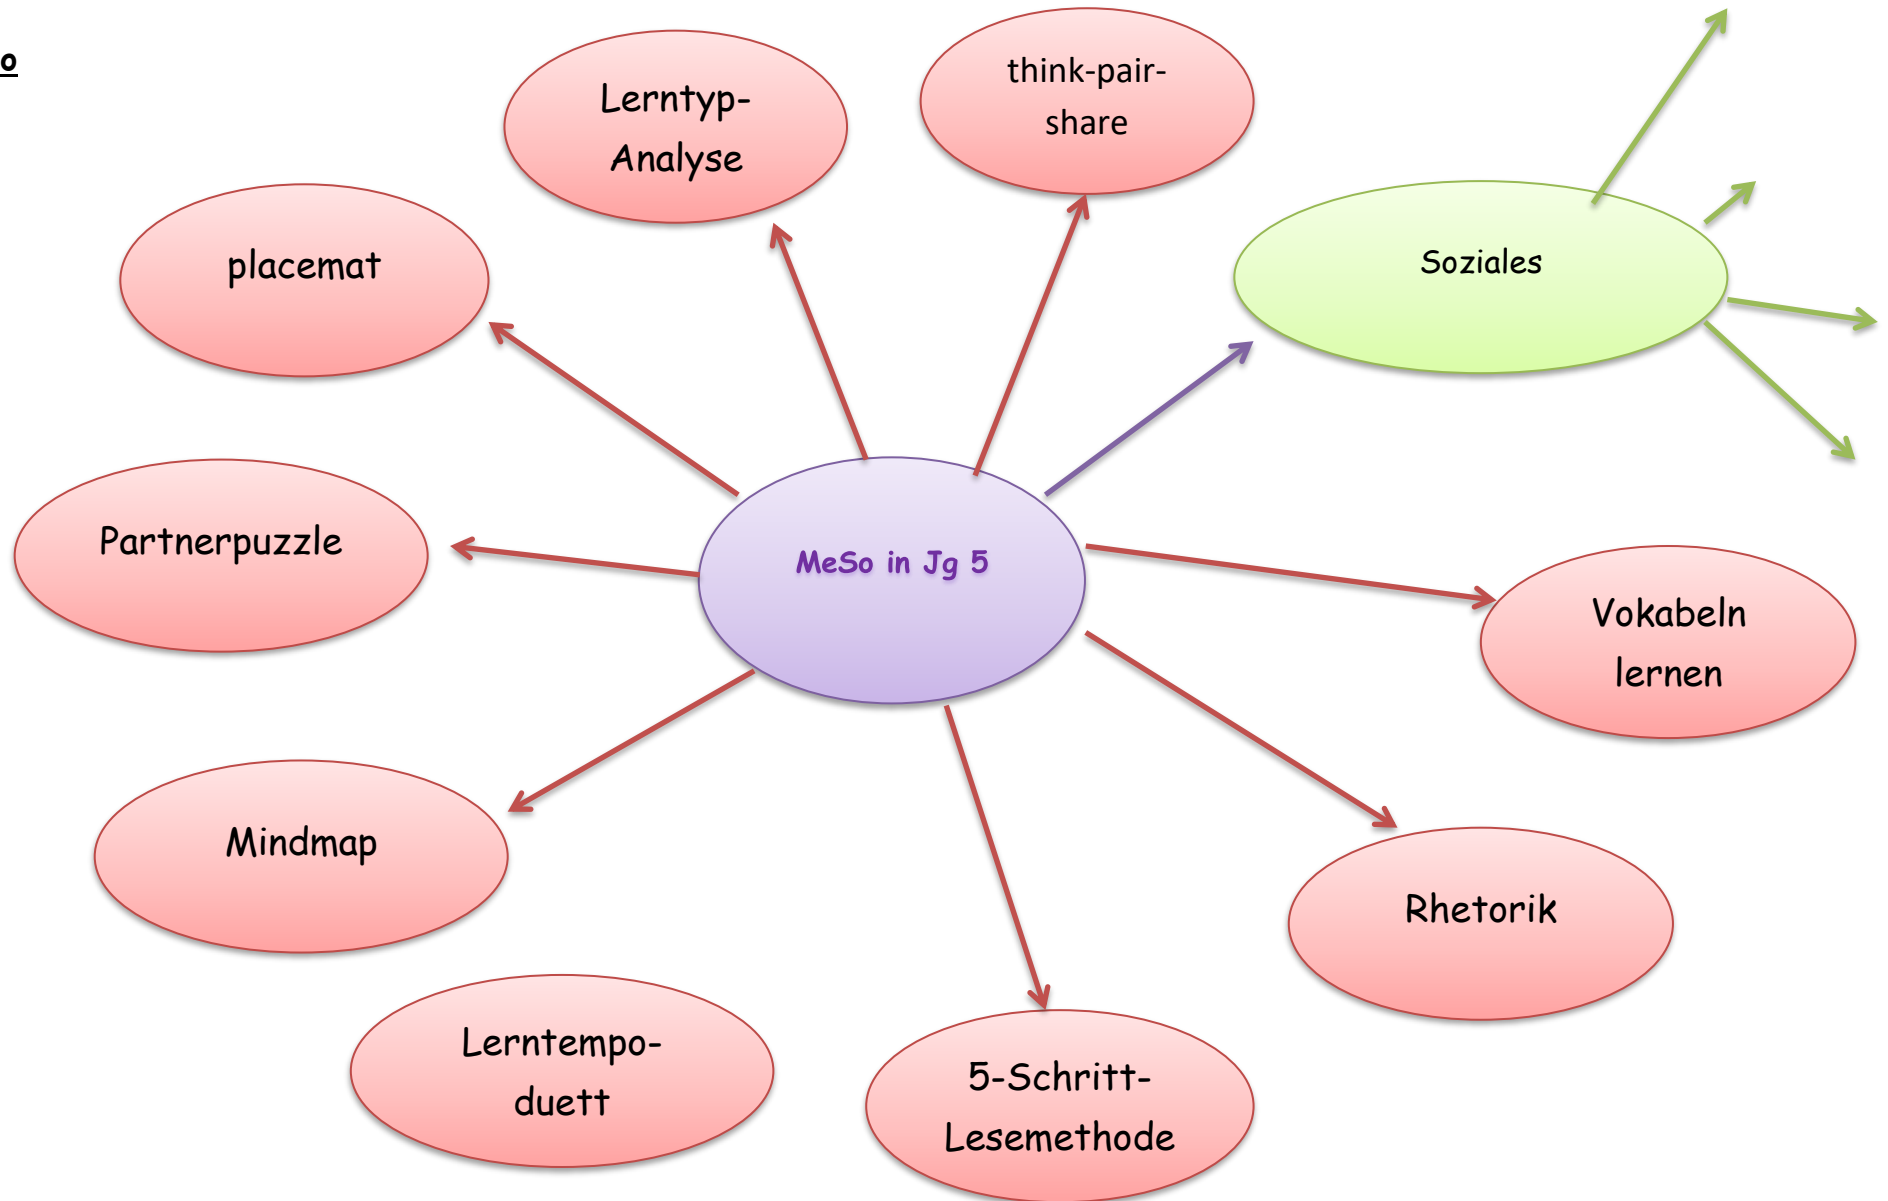 o
Lerntyp-
Analyse
think-pair-
share
placemat
Soziales
Partnerpuzzle
MeSo in Jg 5
Vokabeln
lernen
Mindmap
Rhetorik
Lerntempo-
duett
5-Schritt-
Lesemethode